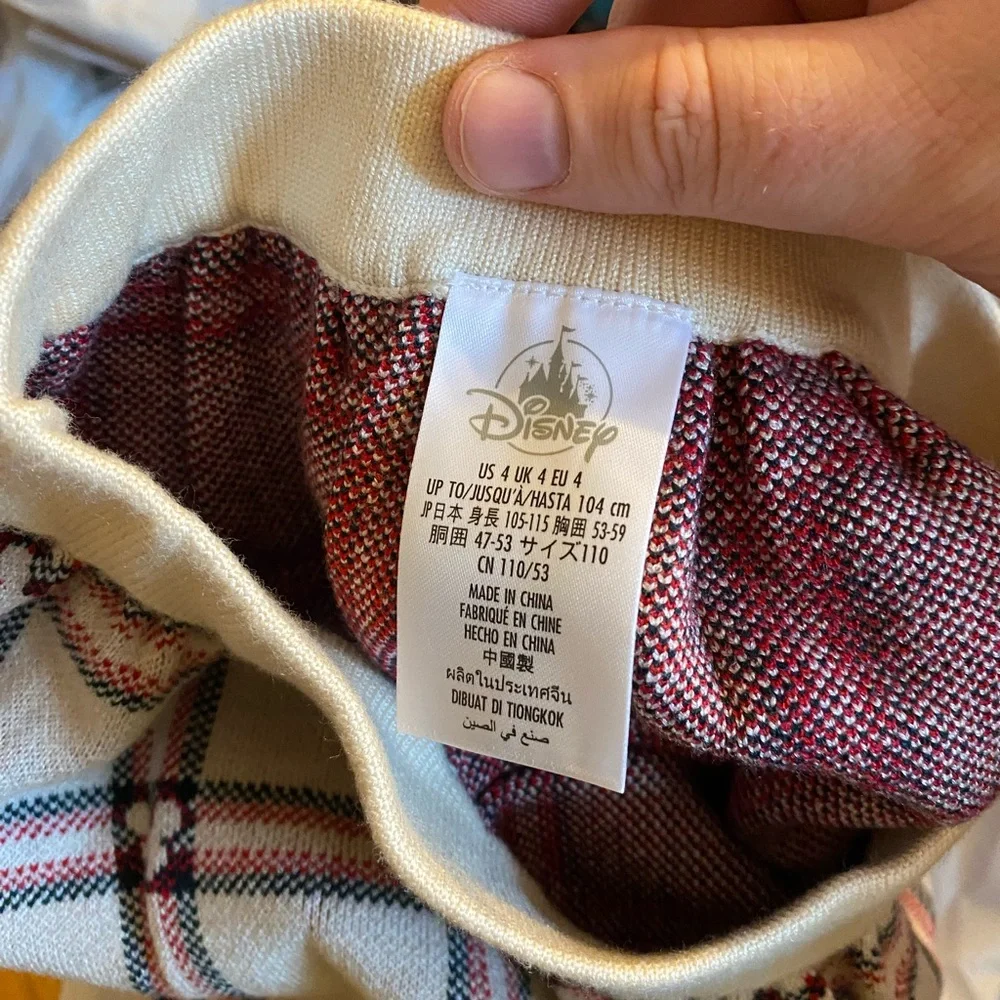 Disney
US 4 UK 4 EU 4
UP TO/JUSQU'À/HASTA 104 cm
JP日本 身長 105-115 胸囲 53-59
胴囲 47-53 サイズ110
CN 110/53
MADE IN CHINA
FABRIQUÉ EN CHINE
HECHO EN CHINA
中國製
ผลิตในประเทศจีน
DIBUAT DI TIONGKOK
صنع في الصين